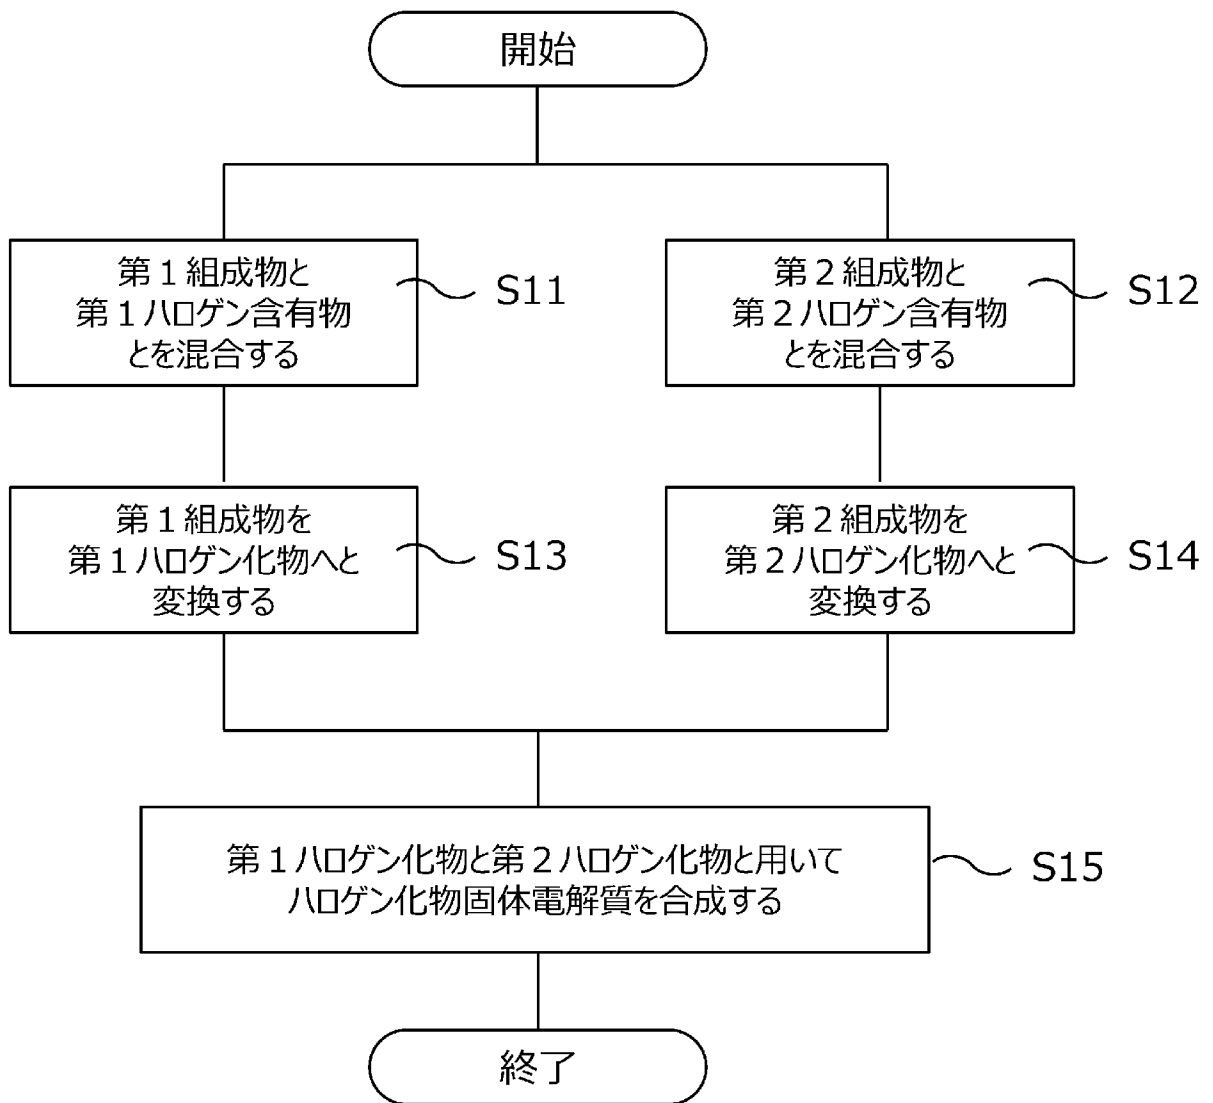 開始
第１組成物と
第１ハロゲン含有物
とを混合する
S11
第２組成物と
第２ハロゲン含有物
とを混合する
S12
第１組成物を
第１ハロゲン化物へと
変換する
S13
第２組成物を
第２ハロゲン化物へと
変換する
S14
第１ハロゲン化物と第２ハロゲン化物と用いて
ハロゲン化物固体電解質を合成する
S15
終了